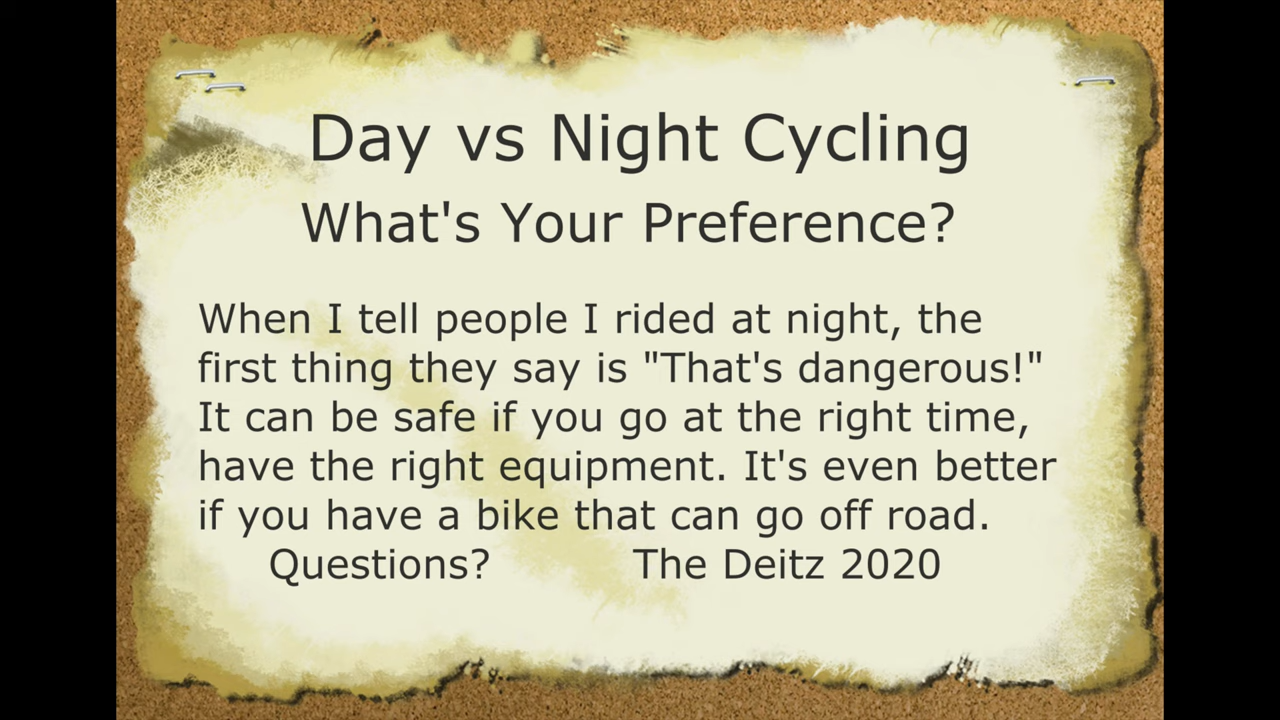 Day vs Night Cycling
What's Your Preference?
When I tell people I rided at night, the
first thing they say is "That's dangerous!"
It can be safe if you go at the right time,
have the right equipment. It's even better
if you have a bike that can go off road.
Questions? The Deitz 2020